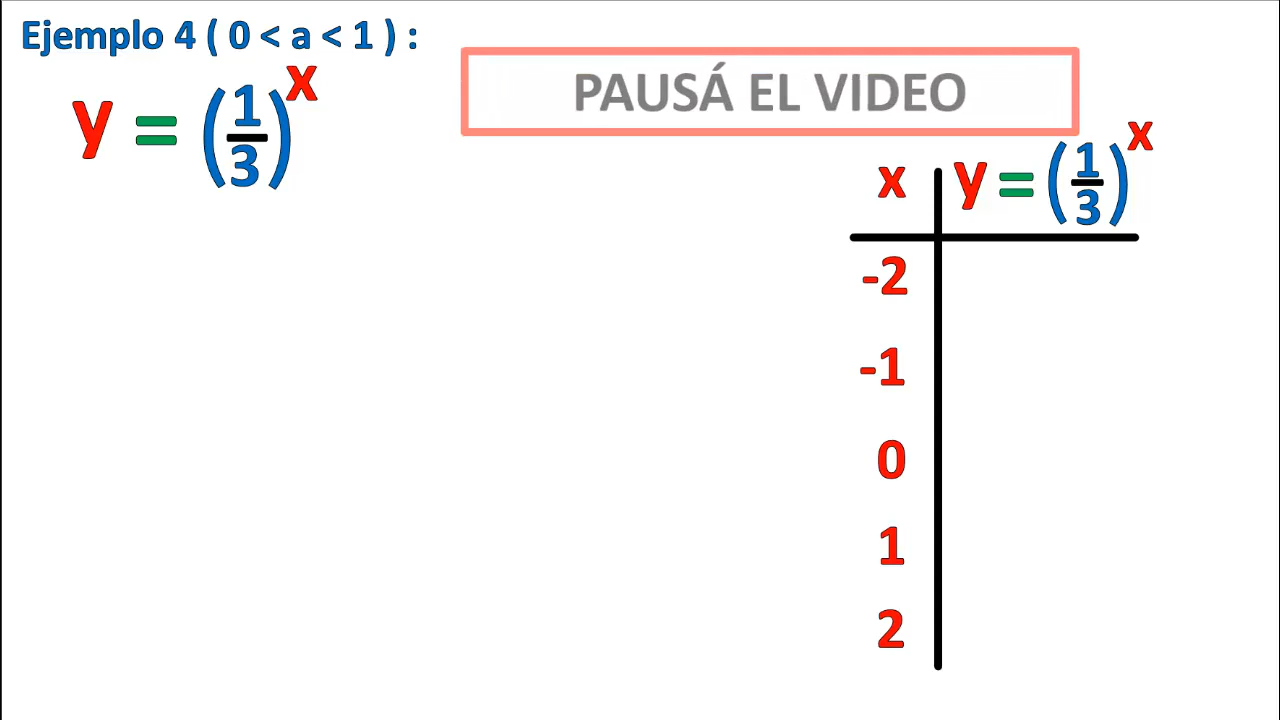 Ejemplo 4 ( 0 < a < 1 ) :
y = (1/3)^x
PAUSÁ EL VIDEO
x y = (1/3)^x
-2
-1
0
1
2